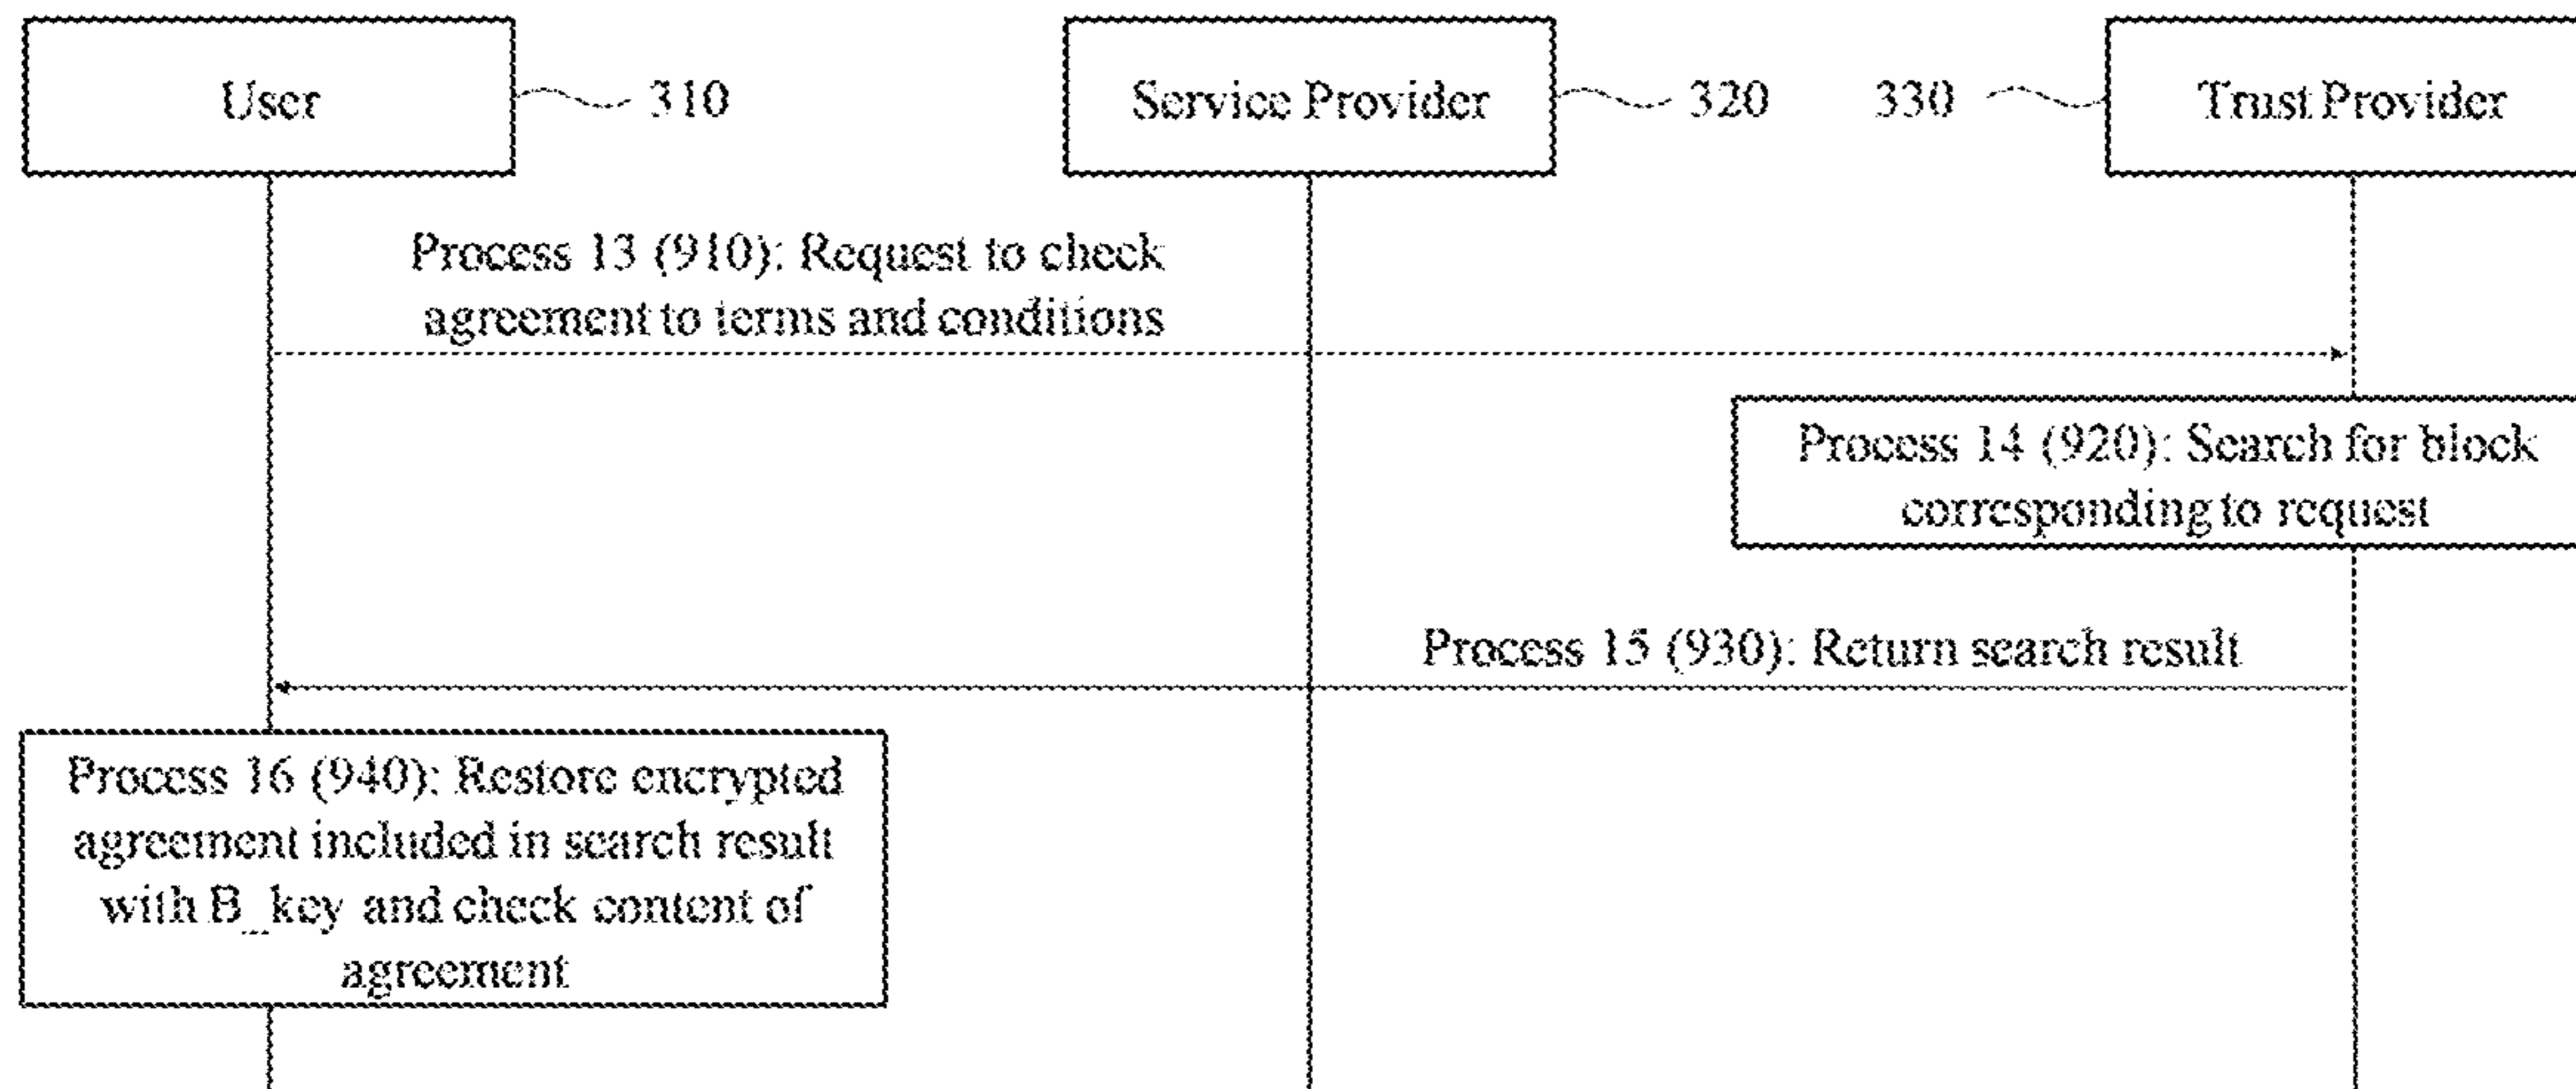 User
310
Service Provider
320
330
Trust Provider
Process 13 (910): Request to check
agreement to terms and conditions
Process 14 (920): Search for block
corresponding to request
Process 15 (930): Return search result
Process 16 (940): Restore encrypted
agreement included in search result
with B_key and check content of
agreement